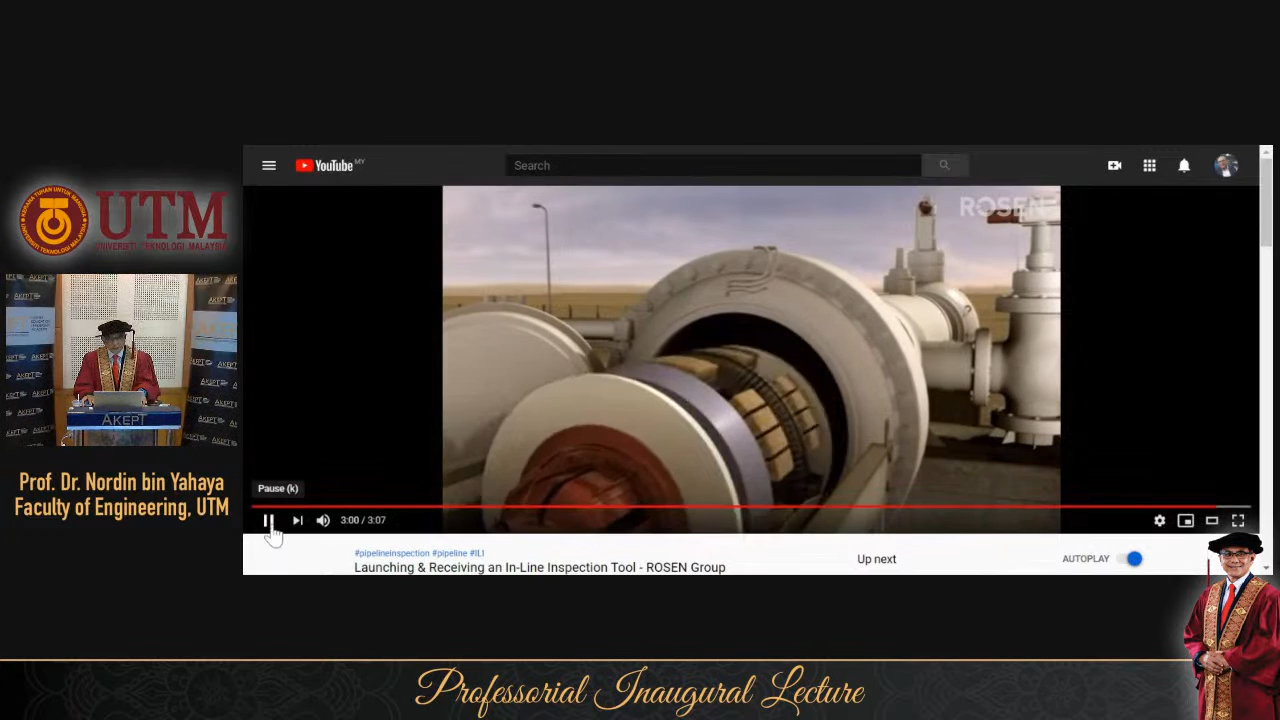 UTM
UNIVERSITI TEKNOLOGI MALAYSIA
AKEPT
Prof. Dr. Nordin bin Yahaya
Faculty of Engineering, UTM
YouTube MY
Search
ROSEN
Pause (k)
3:00 / 3:07
#pipelineinspection #pipeline #ILI
Launching & Receiving an In-Line Inspection Tool - ROSEN Group
Up next
AUTOPLAY
Professorial Inaugural Lecture